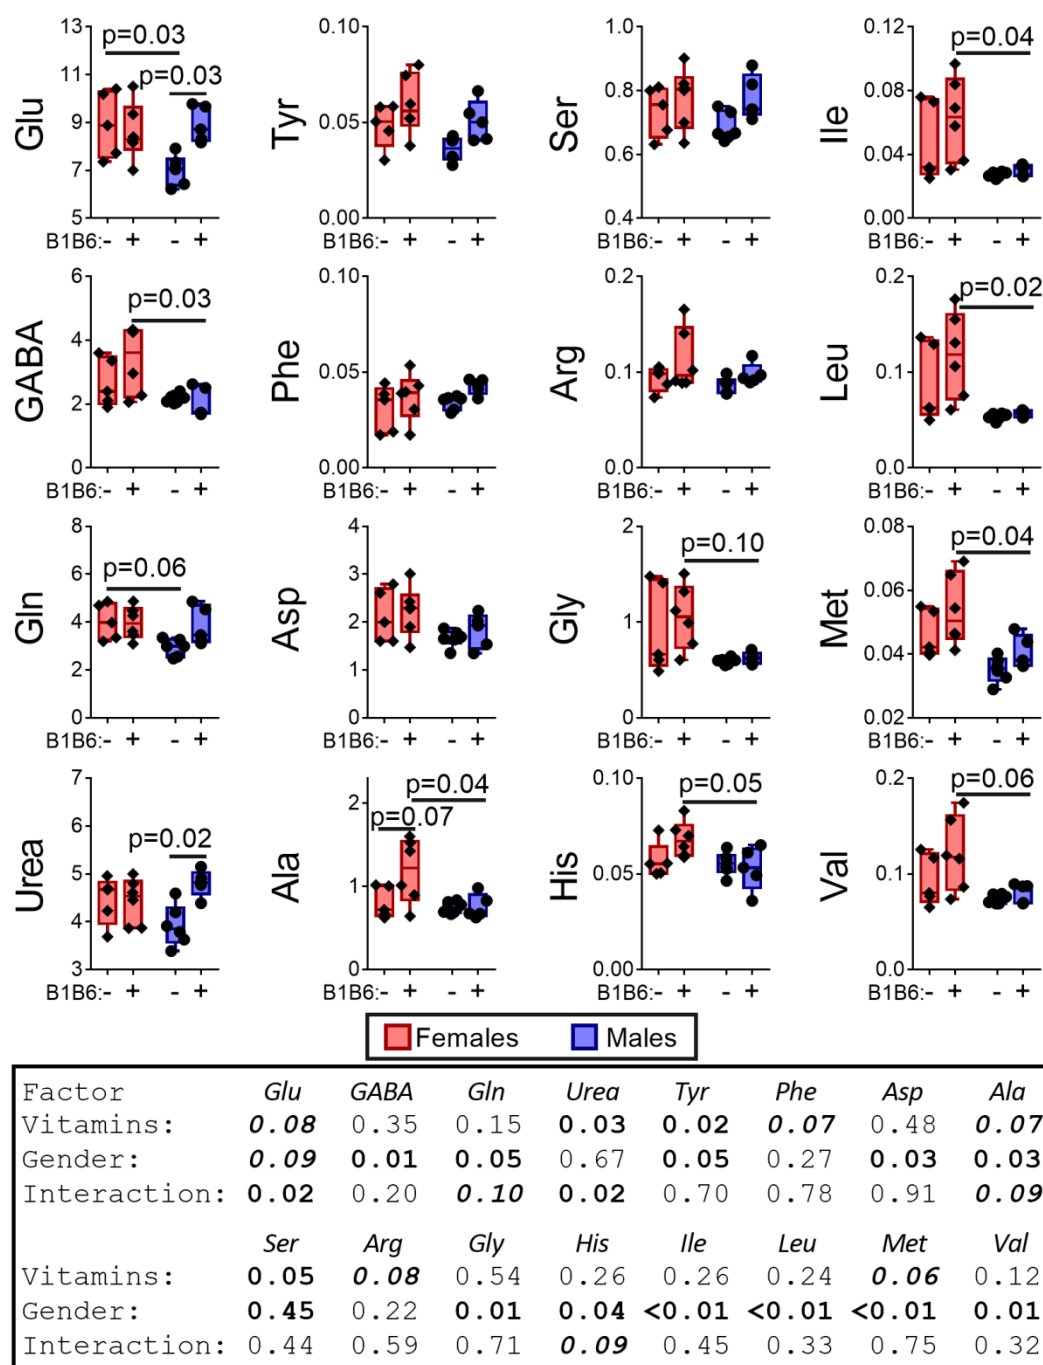 Glu
13
11
9
7
5
p=0.03
p=0.03
B1B6:- + - +
Tyr
0.10
0.05
0.00
- + - +
Ser
1.0
0.8
0.6
0.4
- + - +
Ile
0.12
0.08
0.04
0.00
p=0.04
- + - +
GABA
6
4
2
0
p=0.03
B1B6:- + - +
Phe
0.10
0.05
0.00
B1B6:- + - +
Arg
0.2
0.1
0.0
B1B6:- + - +
Leu
0.2
0.1
0.0
p=0.02
B1B6:- + - +
Gln
8
6
4
2
0
p=0.06
B1B6:- + - +
Asp
4
3
2
1
0
B1B6:- + - +
Gly
2
1
0
p=0.10
B1B6:- + - +
Met
0.08
0.06
0.04
0.02
p=0.04
B1B6:- + - +
Urea
7
6
5
4
3
p=0.02
B1B6:- + - +
Ala
2
1
0
p=0.04
p=0.07
B1B6:- + - +
His
0.10
0.05
0.00
p=0.05
B1B6:- + - +
Val
0.2
0.1
0.0
p=0.06
B1B6:- + - +
Females Males
Factor Glu GABA Gln Urea Tyr Phe Asp Ala
Vitamins: 0.08 0.35 0.15 0.03 0.02 0.07 0.48 0.07
Gender: 0.09 0.01 0.05 0.67 0.05 0.27 0.03 0.03
Interaction: 0.02 0.20 0.10 0.02 0.70 0.78 0.91 0.09
Ser Arg Gly His Ile Leu Met Val
Vitamins: 0.05 0.08 0.54 0.26 0.26 0.24 0.06 0.12
Gender: 0.45 0.22 0.01 0.04 <0.01 <0.01 <0.01 0.01
Interaction: 0.44 0.59 0.71 0.09 0.45 0.33 0.75 0.32